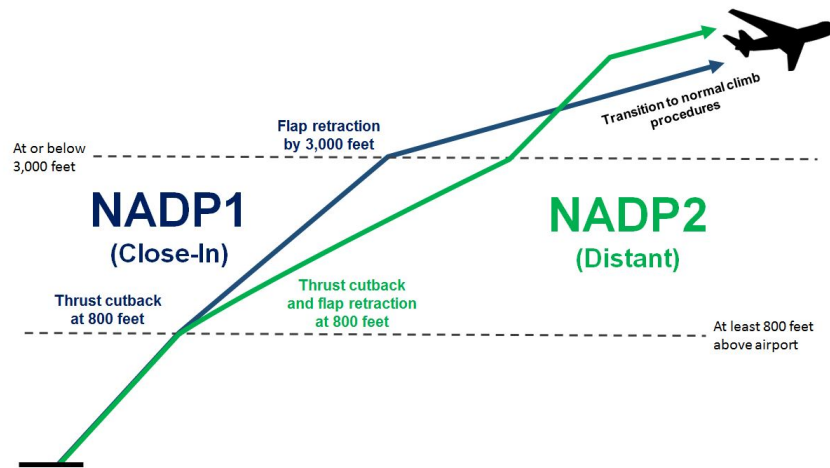 Transition to normal climb
procedures
Flap retraction
by 3,000 feet
At or below
3,000 feet
NADP1
(Close-In)
NADP2
(Distant)
Thrust cutback
at 800 feet
Thrust cutback
and flap retraction
at 800 feet
At least 800 feet
above airport